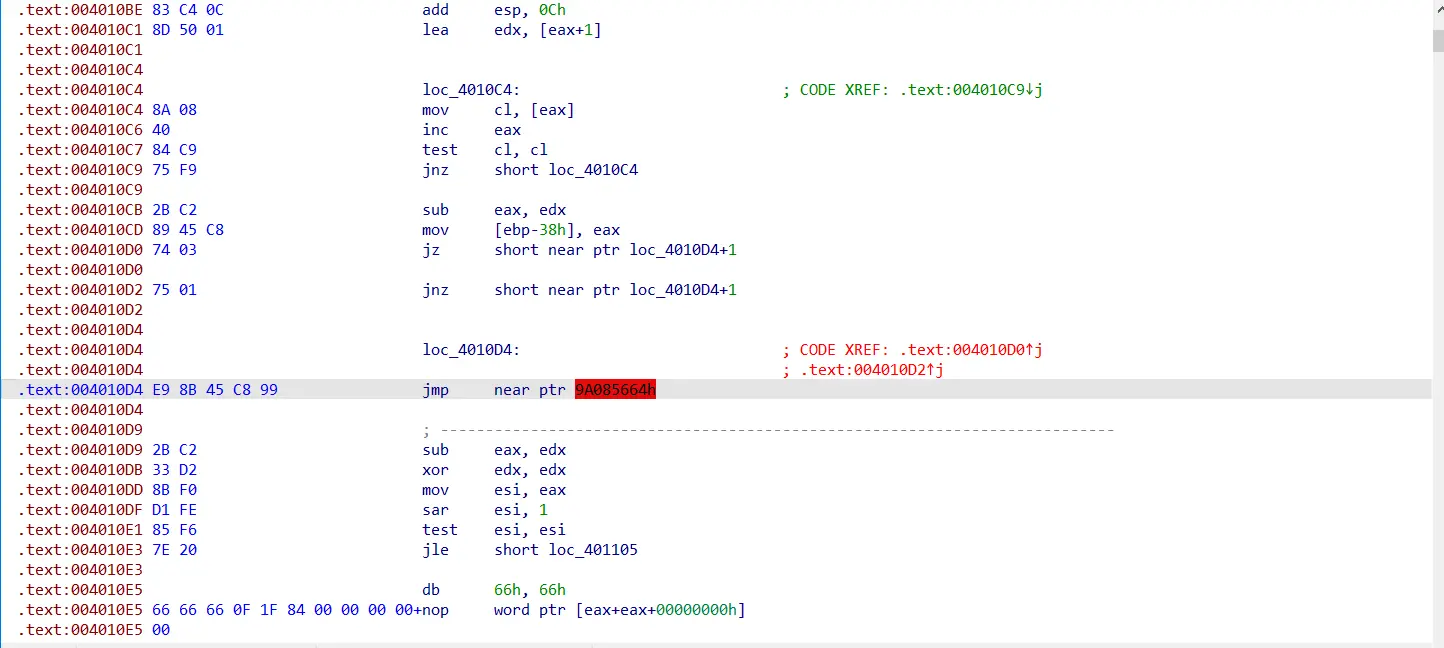 .text:004010BE 83 C4 0C add esp, 0Ch
.text:004010C1 8D 50 01 lea edx, [eax+1]
.text:004010C1
.text:004010C4
.text:004010C4 loc_4010C4: ; CODE XREF: .text:004010C9↓j
.text:004010C4 8A 08 mov cl, [eax]
.text:004010C6 40 inc eax
.text:004010C7 84 C9 test cl, cl
.text:004010C9 75 F9 jnz short loc_4010C4
.text:004010C9
.text:004010CB 2B C2 sub eax, edx
.text:004010CD 89 45 C8 mov [ebp-38h], eax
.text:004010D0 74 03 jz short near ptr loc_4010D4+1
.text:004010D0
.text:004010D2 75 01 jnz short near ptr loc_4010D4+1
.text:004010D2
.text:004010D4
.text:004010D4 loc_4010D4: ; CODE XREF: .text:004010D0↑j
.text:004010D4 ; .text:004010D2↑j
.text:004010D4 E9 8B 45 C8 99 jmp near ptr 9A085664h
.text:004010D4
.text:004010D9 ; ---------------------------------------------------------------------------
.text:004010D9 2B C2 sub eax, edx
.text:004010DB 33 D2 xor edx, edx
.text:004010DD 8B F0 mov esi, eax
.text:004010DF D1 FE sar esi, 1
.text:004010E1 85 F6 test esi, esi
.text:004010E3 7E 20 jle short loc_401105
.text:004010E3
.text:004010E5 db 66h, 66h
.text:004010E5 66 66 66 0F 1F 84 00 00 00 00+nop word ptr [eax+eax+00000000h]
.text:004010E5 00